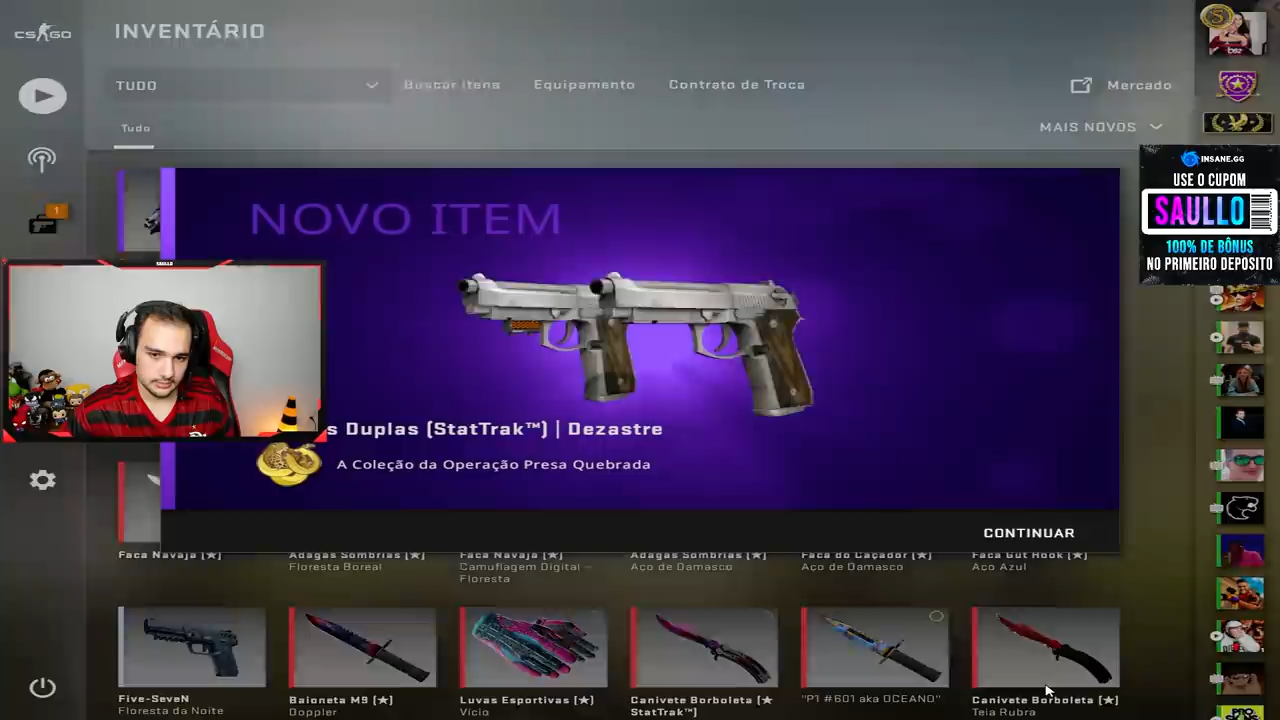 CS GO
INVENTÁRIO
TUDO
Buscar Itens
Equipamento
Contrato de Troca
Mercado
Tudo
MAIS NOVOS
1
INSANE.GG
USE O CUPOM
SAULLO
100% DE BÔNUS
NO PRIMEIRO DEPOSITO
NOVO ITEM
SAULLO
s Duplas (StatTrak™) | Dezastre
A Coleção da Operação Presa Quebrada
CONTINUAR
Faca Navaja [★]
Adagas Sombrias [★]
Floresta Boreal
Faca Navaja [★]
Camuflagem Digital –
Floresta
Adagas Sombrias [★]
Aço de Damasco
Faca do Caçador [★]
Aço de Damasco
Faca Gut Hook [★]
Aço Azul
Five-SeveN
Floresta da Noite
Baioneta M9 [★]
Doppler
Luvas Esportivas [★]
Vício
Canivete Borboleta [★
StatTrak™]
"P1 #601 aka OCEANO"
Canivete Borboleta [★]
Teia Rubra